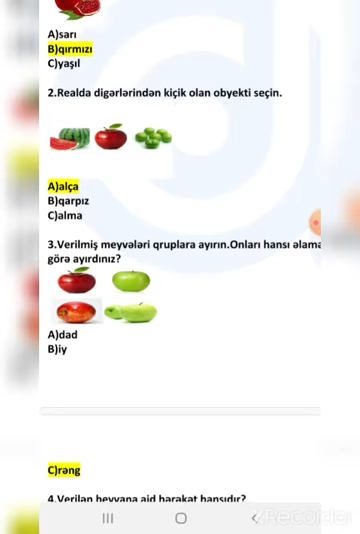 A)sarı
B)qırmızı
C)yaşıl
2.Realda digərlərindən kiçik olan obyekti seçin.
A)alça
B)qarpız
C)alma
3.Verilmiş meyvələri qruplara ayırın.Onları hansı əlamə
görə ayırdınız?
A)dad
B)iy
C)rəng
4.Verilən heyvana aid hərəkət hansıdır?
XRecorder